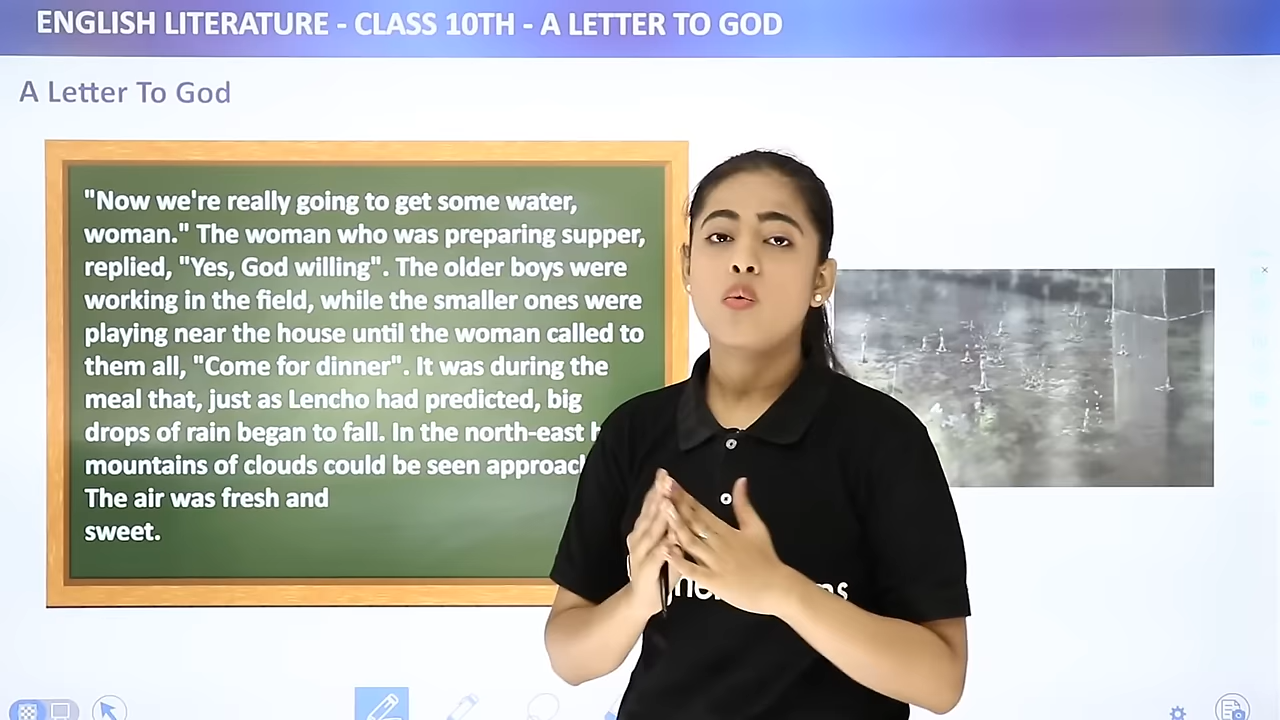 ENGLISH LITERATURE - CLASS 10TH - A LETTER TO GOD
A Letter To God
"Now we're really going to get some water,
woman." The woman who was preparing supper,
replied, "Yes, God willing". The older boys were
working in the field, while the smaller ones were
playing near the house until the woman called to
them all, "Come for dinner". It was during the
meal that, just as Lencho had predicted, big
drops of rain began to fall. In the north-east
mountains of clouds could be seen
The air was fresh and
sweet.